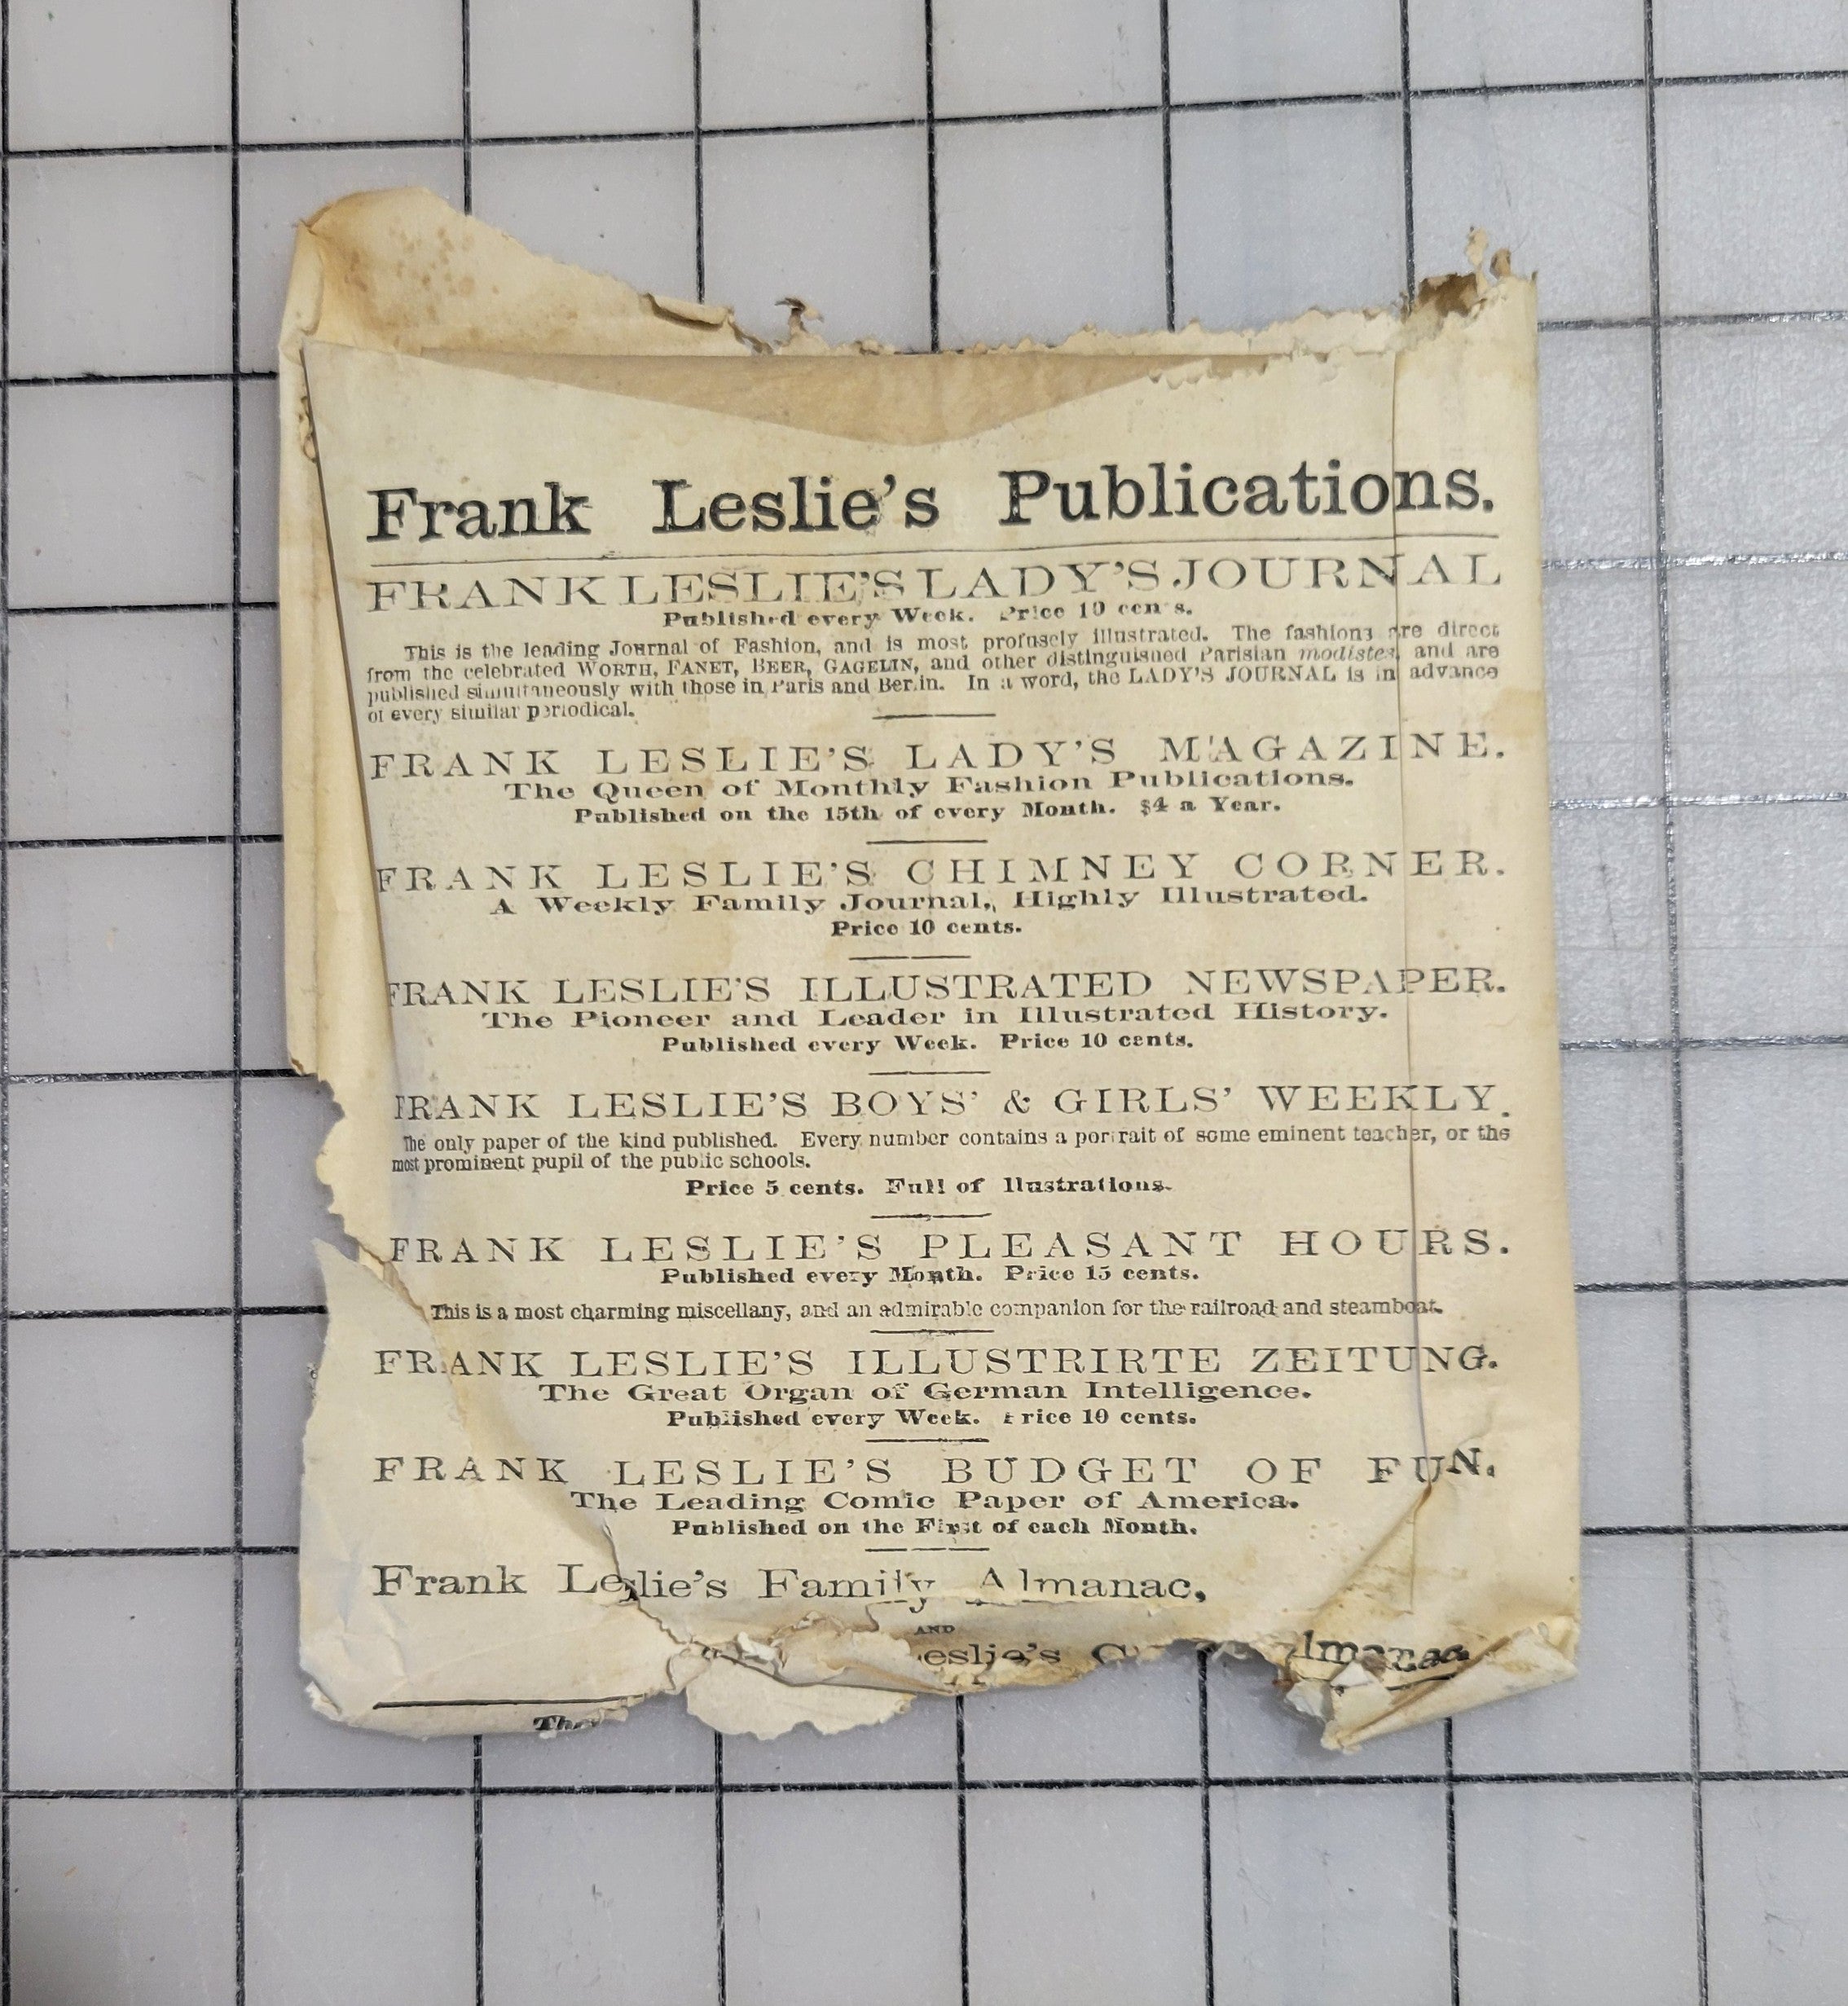 Frank Leslie's Publications.
FRANK LESLIE'S LADY'S JOURNAL
Published every Week. Price 10 cen s.
This is the leading Journal of Fashion, and is most profusely illustrated. The fashions are direct
from the celebrated WORTH, FANET, BEER, GAGELIN, and other distinguished Parisian modistes, and are
published simultaneously with those in Paris and Berlin. In a word, the LADY'S JOURNAL is in advance
of every similar periodical.
FRANK LESLIE'S LADY'S MAGAZINE.
The Queen of Monthly Fashion Publications.
Published on the 15th of every Month. $4 a Year.
FRANK LESLIE'S CHIMNEY CORNER.
A Weekly Family Journal, Highly Illustrated.
Price 10 cents.
FRANK LESLIE'S ILLUSTRATED NEWSPAPER.
The Pioneer and Leader in Illustrated History.
Published every Week. Price 10 cents.
FRANK LESLIE'S BOYS' & GIRLS' WEEKLY.
The only paper of the kind published. Every number contains a portrait of some eminent teacher, or the
most prominent pupil of the public schools.
Price 5 cents. Full of llustrations.
FRANK LESLIE'S PLEASANT HOURS.
Published every Month. Price 15 cents.
This is a most charming miscellany, and an admirable companion for the railroad and steamboat.
FRANK LESLIE'S ILLUSTRIRTE ZEITUNG.
The Great Organ of German Intelligence.
Published every Week. Price 10 cents.
FRANK LESLIE'S BUDGET OF FUN.
The Leading Comic Paper of America.
Published on the First of each Month.
Frank Leslie's Family Almanac,
AND
eslie's C lmanac.